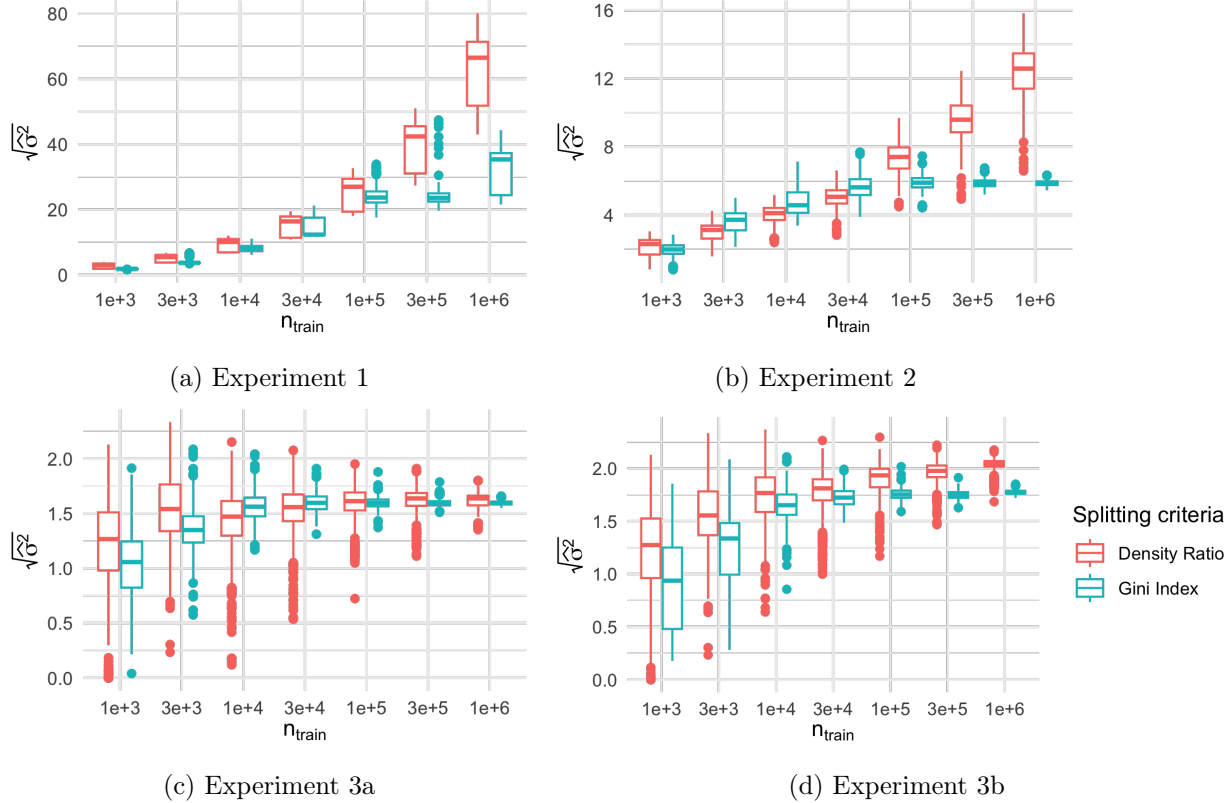 80
60
40
20
0
√σ̂²
1e+3 3e+3 1e+4 3e+4 1e+5 3e+5 1e+6
n_train
(a) Experiment 1
16
12
8
4
√σ̂²
1e+3 3e+3 1e+4 3e+4 1e+5 3e+5 1e+6
n_train
(b) Experiment 2
2.0
1.5
1.0
0.5
0.0
√σ̂²
1e+3 3e+3 1e+4 3e+4 1e+5 3e+5 1e+6
n_train
(c) Experiment 3a
2.0
1.5
1.0
0.5
0.0
√σ̂²
1e+3 3e+3 1e+4 3e+4 1e+5 3e+5 1e+6
n_train
(d) Experiment 3b
Splitting criteria
Density Ratio
Gini Index